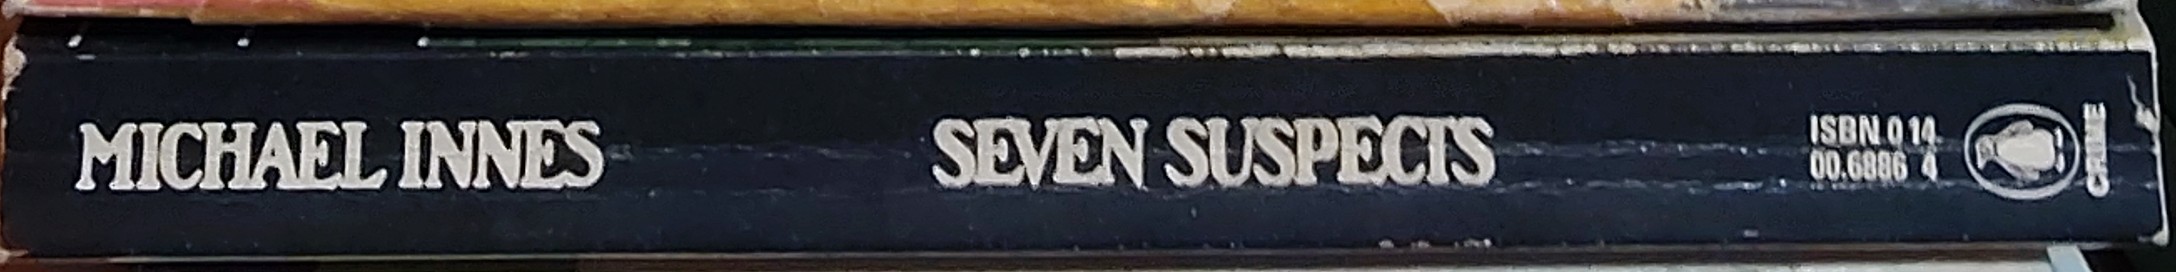 MICHAEL INNES
SEVEN SUSPECTS
ISBN 0 14
00.6886 4
CRIME